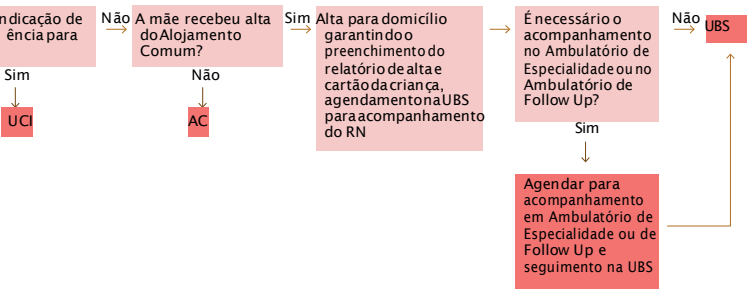 ndicação de
ência para
Não
Sim
UCI
A mãe recebeu alta
do Alojamento
Comum?
Sim
Não
AC
Alta para domicílio
garantindo o
preenchimento do
relatório de alta e
cartão da criança,
agendamento na UBS
para acompanhamento
do RN
É necessário o
acompanhamento
no Ambulatório de
Especialidade ou no
Ambulatório de
Follow Up?
Não
UBS
Sim
Agendar para
acompanhamento
em Ambulatório de
Especialidade ou de
Follow Up e
seguimento na UBS